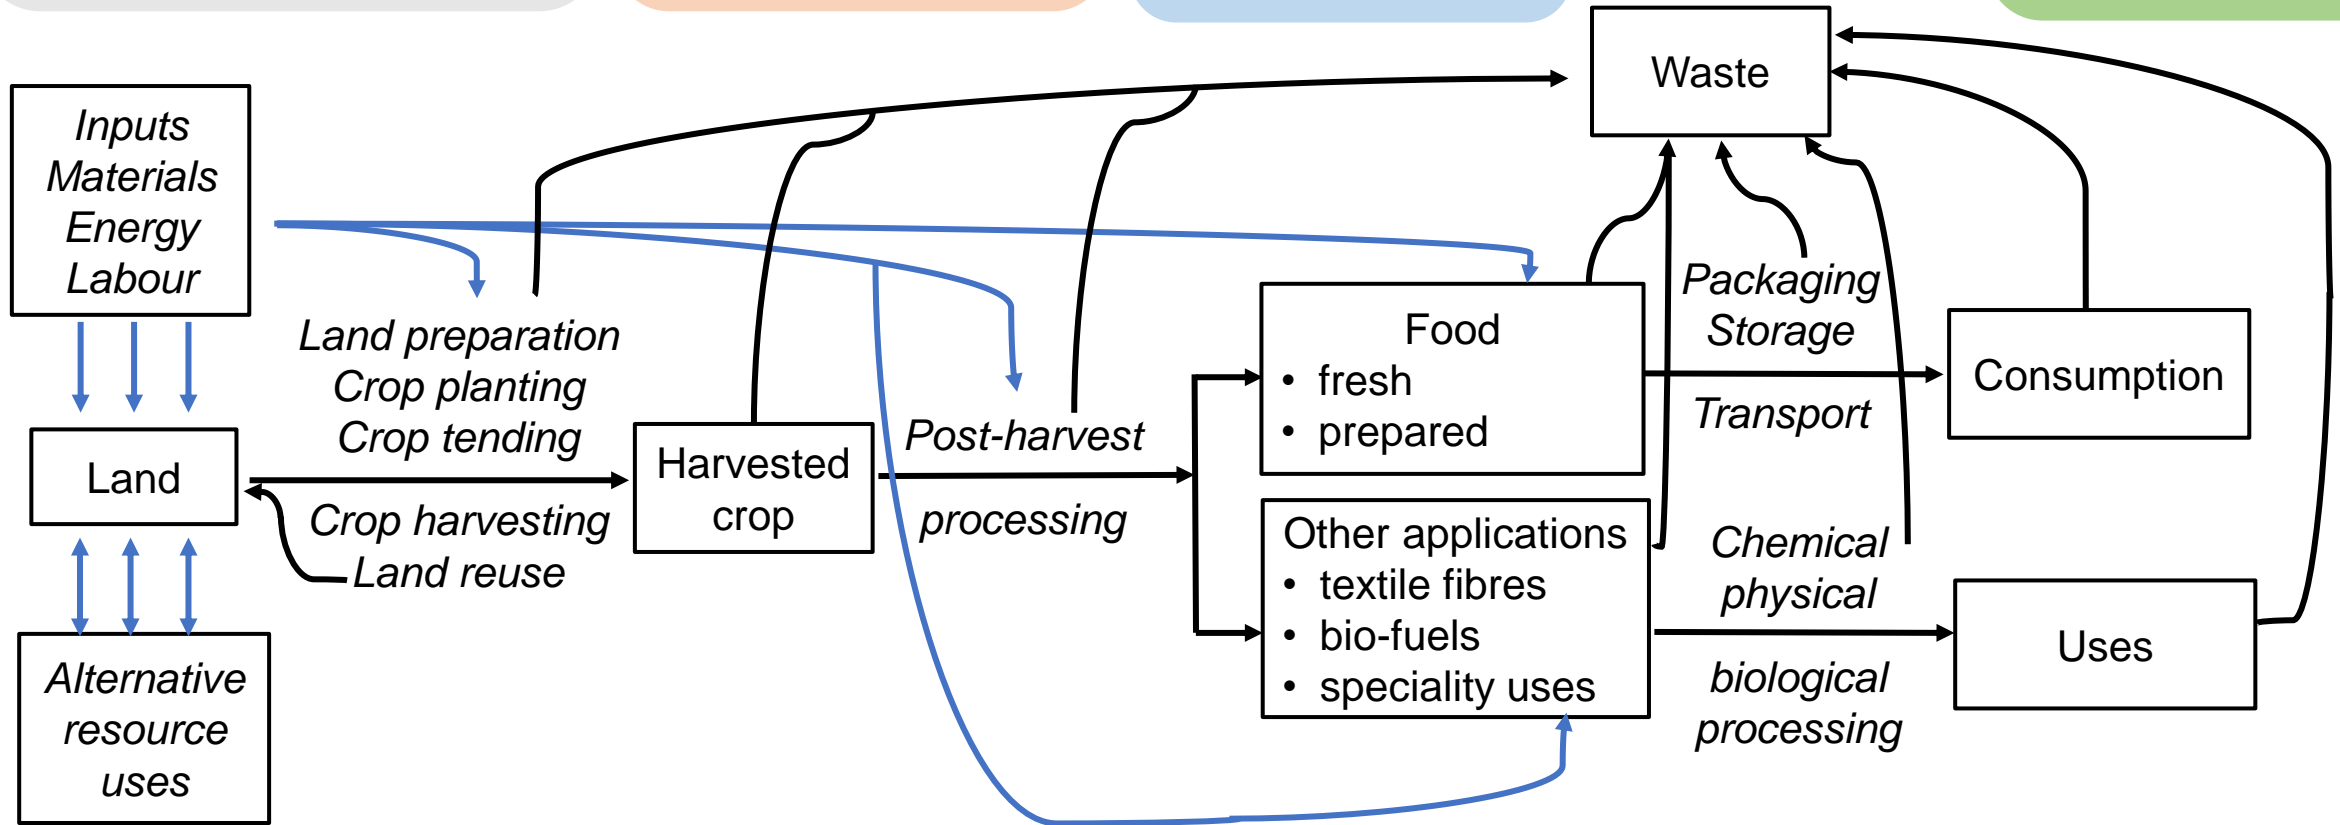 Inputs
Materials
Energy
Labour
Land
Alternative
resource
uses
Land preparation
Crop planting
Crop tending
Crop harvesting
Land reuse
Harvested
crop
Post-harvest
processing
Food
• fresh
• prepared
Other applications
• textile fibres
• bio-fuels
• speciality uses
Waste
Packaging
Storage
Transport
Chemical
physical
biological
processing
Consumption
Uses